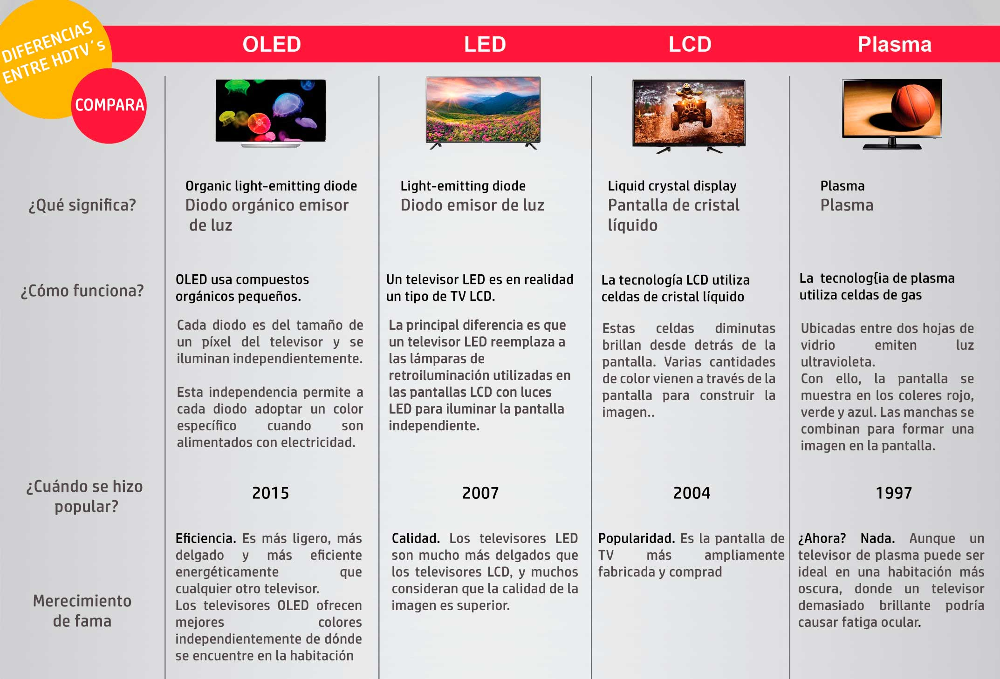 DIFERENCIAS
ENTRE HDTV´s
COMPARA
OLED
LED
LCD
Plasma
¿Qué significa?
Organic light-emitting diode
Diodo orgánico emisor
de luz
Light-emitting diode
Diodo emisor de luz
Liquid crystal display
Pantalla de cristal
líquido
Plasma
Plasma
¿Cómo funciona?
OLED usa compuestos
orgánicos pequeños.
Cada diodo es del tamaño de
un píxel del televisor y se
iluminan independientemente.
Esta independencia permite a
cada diodo adoptar un color
específico cuando son
alimentados con electricidad.
Un televisor LED es en realidad
un tipo de TV LCD.
La principal diferencia es que
un televisor LED reemplaza a
las lámparas de
retroiluminación utilizadas en
las pantallas LCD con luces
LED para iluminar la pantalla
independiente.
La tecnología LCD utiliza
celdas de cristal líquido
Estas celdas diminutas
brillan desde detrás de la
pantalla. Varias cantidades
de color vienen a través de la
pantalla para construir la
imagen..
La tecnolog{ia de plasma
utiliza celdas de gas
Ubicadas entre dos hojas de
vidrio emiten luz
ultravioleta.
Con ello, la pantalla se
muestra en los coleres rojo,
verde y azul. Las manchas se
combinan para formar una
imagen en la pantalla.
¿Cuándo se hizo
popular?
2015
2007
2004
1997
Merecimiento
de fama
Eficiencia. Es más ligero, más
delgado y más eficiente
energéticamente que
cualquier otro televisor.
Los televisores OLED ofrecen
mejores colores
independientemente de dónde
se encuentre en la habitación
Calidad. Los televisores LED
son mucho más delgados que
los televisores LCD, y muchos
consideran que la calidad de la
imagen es superior.
Popularidad. Es la pantalla de
TV más ampliamente
fabricada y comprad
¿Ahora? Nada. Aunque un
televisor de plasma puede ser
ideal en una habitación más
oscura, donde un televisor
demasiado brillante podría
causar fatiga ocular.